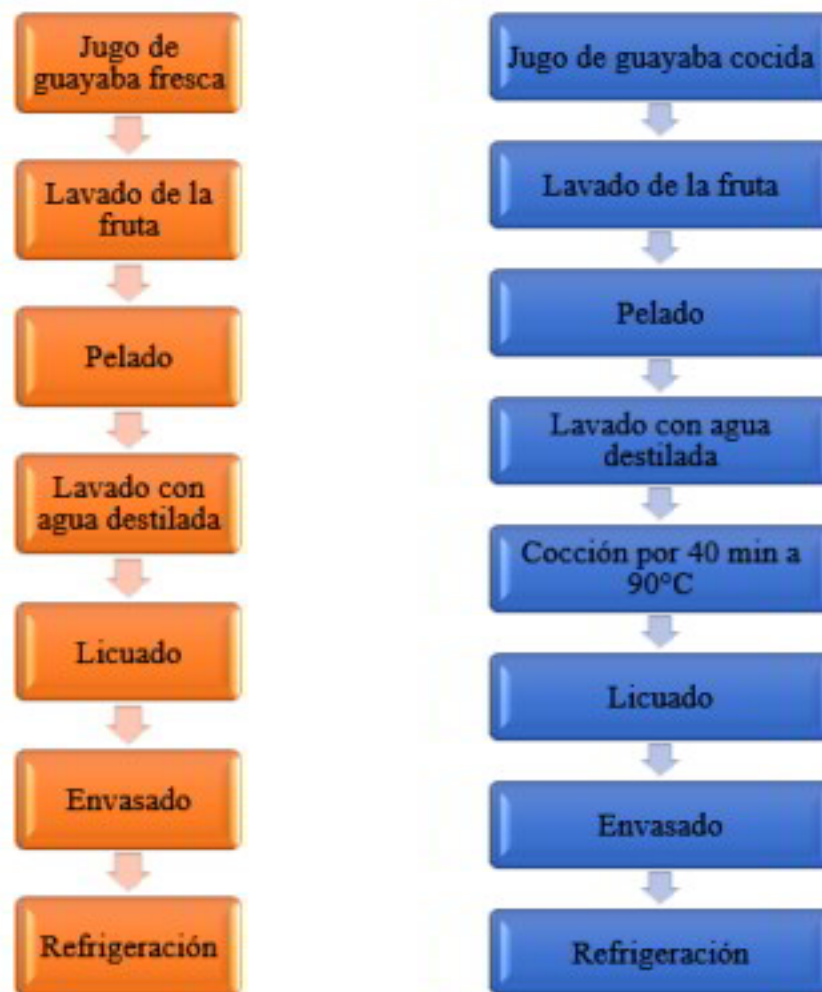 Jugo de
guayaba fresca
Lavado de la
fruta
Pelado
Lavado con
agua destilada
Licuado
Envasado
Refrigeración
Jugo de guayaba cocida
Lavado de la fruta
Pelado
Lavado con agua
destilada
Cocción por 40 min a
90°C
Licuado
Envasado
Refrigeración